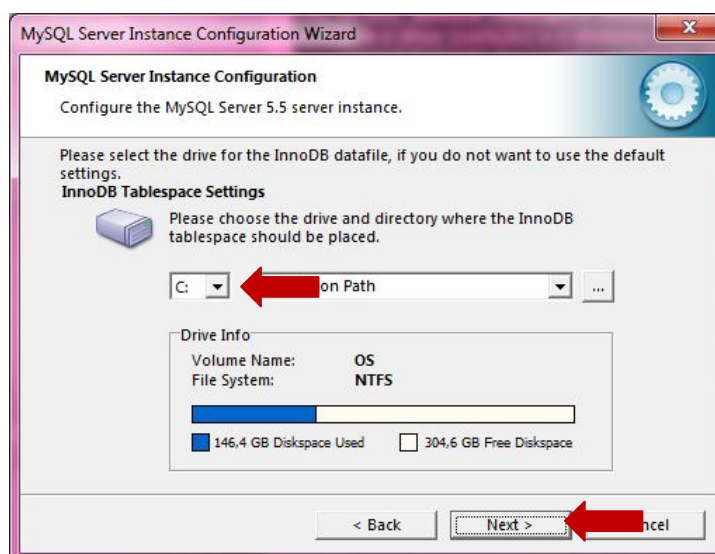 MySQL Server Instance Configuration Wizard
MySQL Server Instance Configuration
Configure the MySQL Server 5.5 server instance.
Please select the drive for the InnoDB datafile, if you do not want to use the default
settings.
InnoDB Tablespace Settings
Please choose the drive and directory where the InnoDB
tablespace should be placed.
C: on Path ...
Drive Info
Volume Name: OS
File System: NTFS
146,4 GB Diskspace Used 304,6 GB Free Diskspace
< Back Next > ncel